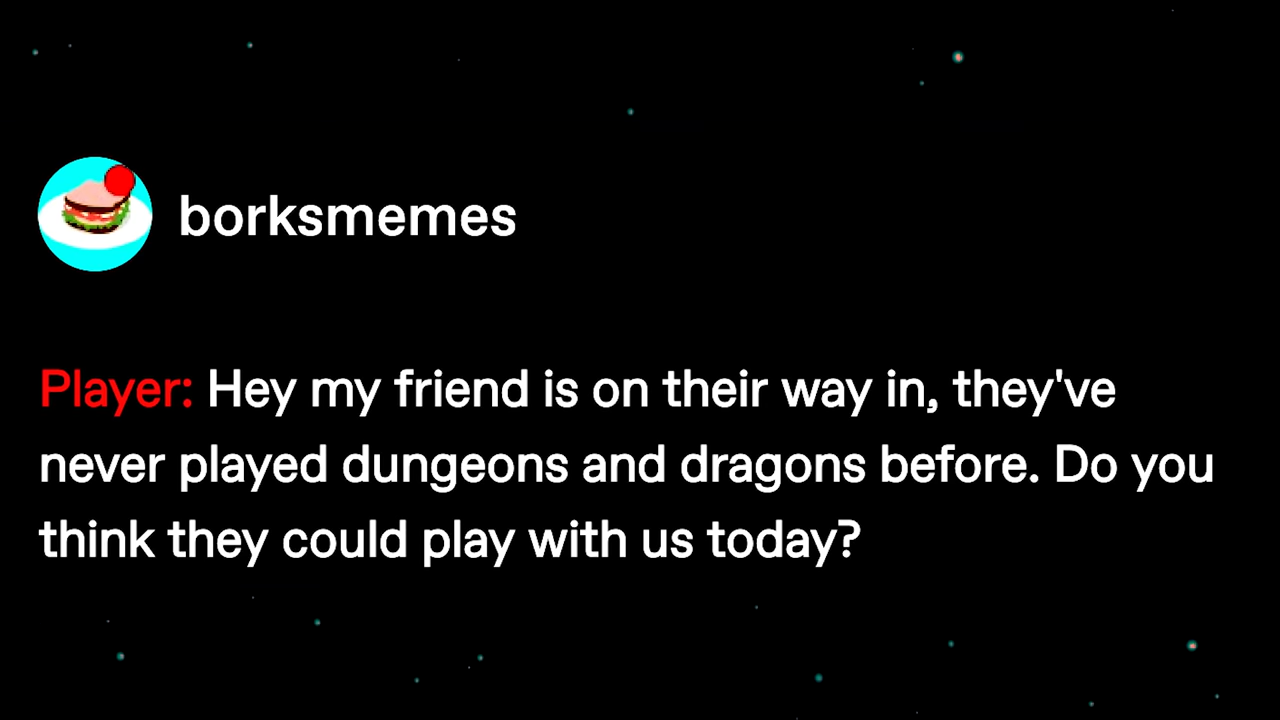 borksmemes
Player: Hey my friend is on their way in, they've
never played dungeons and dragons before. Do you
think they could play with us today?